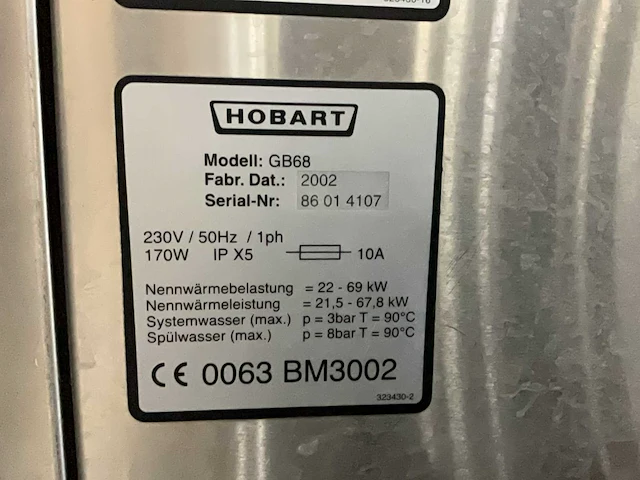 323430-16
HOBART
Modell: GB68
Fabr. Dat.: 2002
Serial-Nr: 86 01 4107
230V / 50Hz / 1ph
170W IP X5 10A
Nennwärmebelastung = 22 - 69 kW
Nennwärmeleistung = 21,5 - 67,8 kW
Systemwasser (max.) p = 3bar T = 90°C
Spülwasser (max.) p = 8bar T = 90°C
CE 0063 BM3002
323430-2